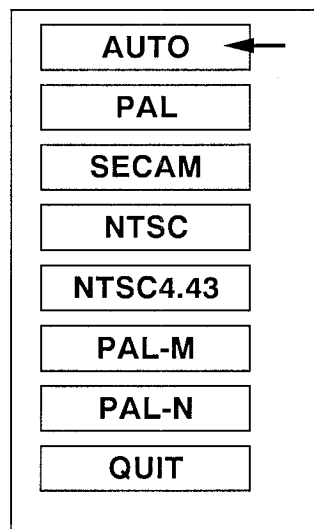 AUTO
PAL
SECAM
NTSC
NTSC4.43
PAL-M
PAL-N
QUIT